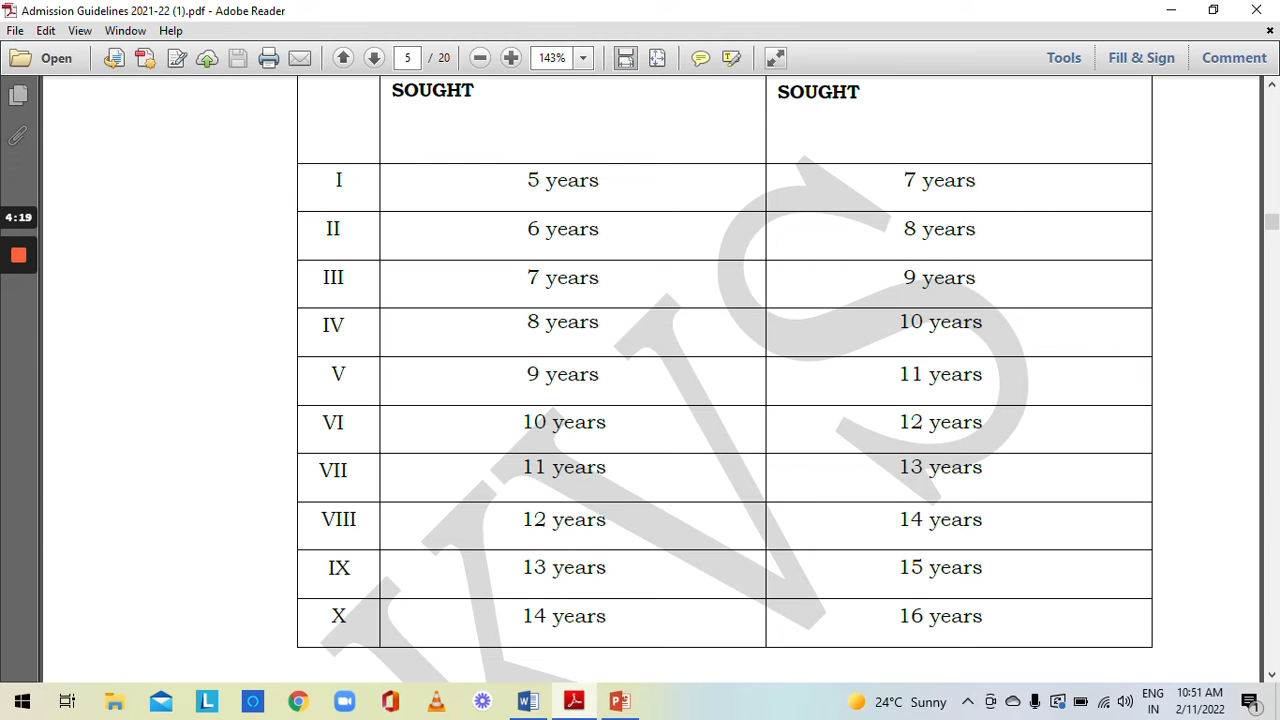 Admission Guidelines 2021-22 (1).pdf - Adobe Reader
File Edit View Window Help
Open 5 / 20 143% Tools Fill & Sign Comment
SOUGHT SOUGHT
I 5 years 7 years
4:19
II 6 years 8 years
III 7 years 9 years
IV 8 years 10 years
V 9 years 11 years
VI 10 years 12 years
VII 11 years 13 years
VIII 12 years 14 years
IX 13 years 15 years
X 14 years 16 years
KVS
24°C Sunny ENG 10:51 AM
IN 2/11/2022 1